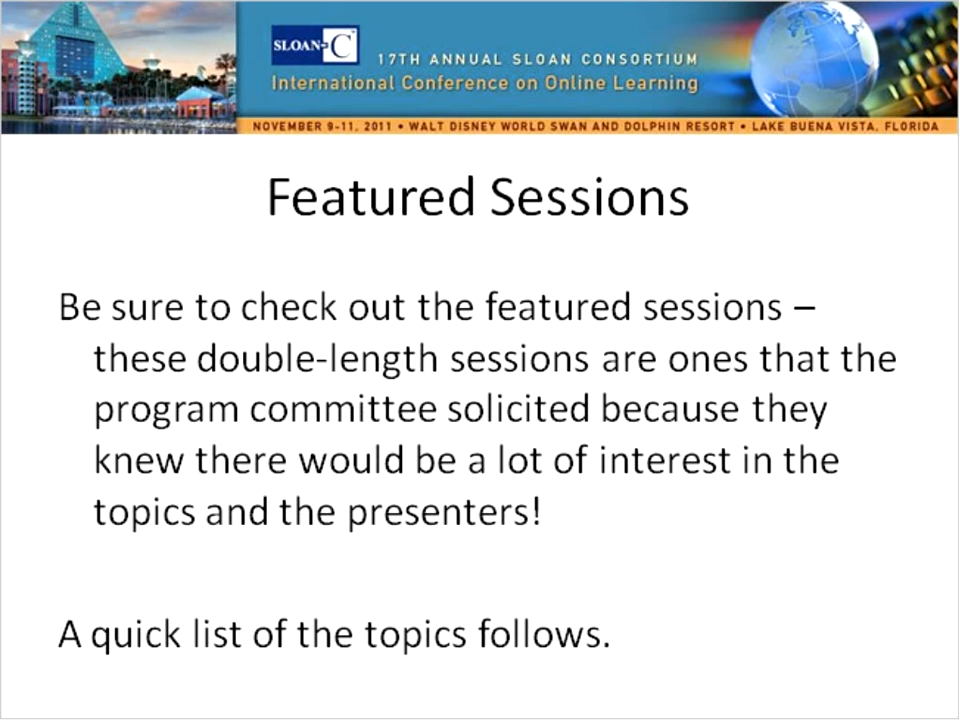 SLOAN-C
17TH ANNUAL SLOAN CONSORTIUM
International Conference on Online Learning
NOVEMBER 9-11, 2011 • WALT DISNEY WORLD SWAN AND DOLPHIN RESORT • LAKE BUENA VISTA, FLORIDA
Featured Sessions
Be sure to check out the featured sessions –
these double-length sessions are ones that the
program committee solicited because they
knew there would be a lot of interest in the
topics and the presenters!
A quick list of the topics follows.